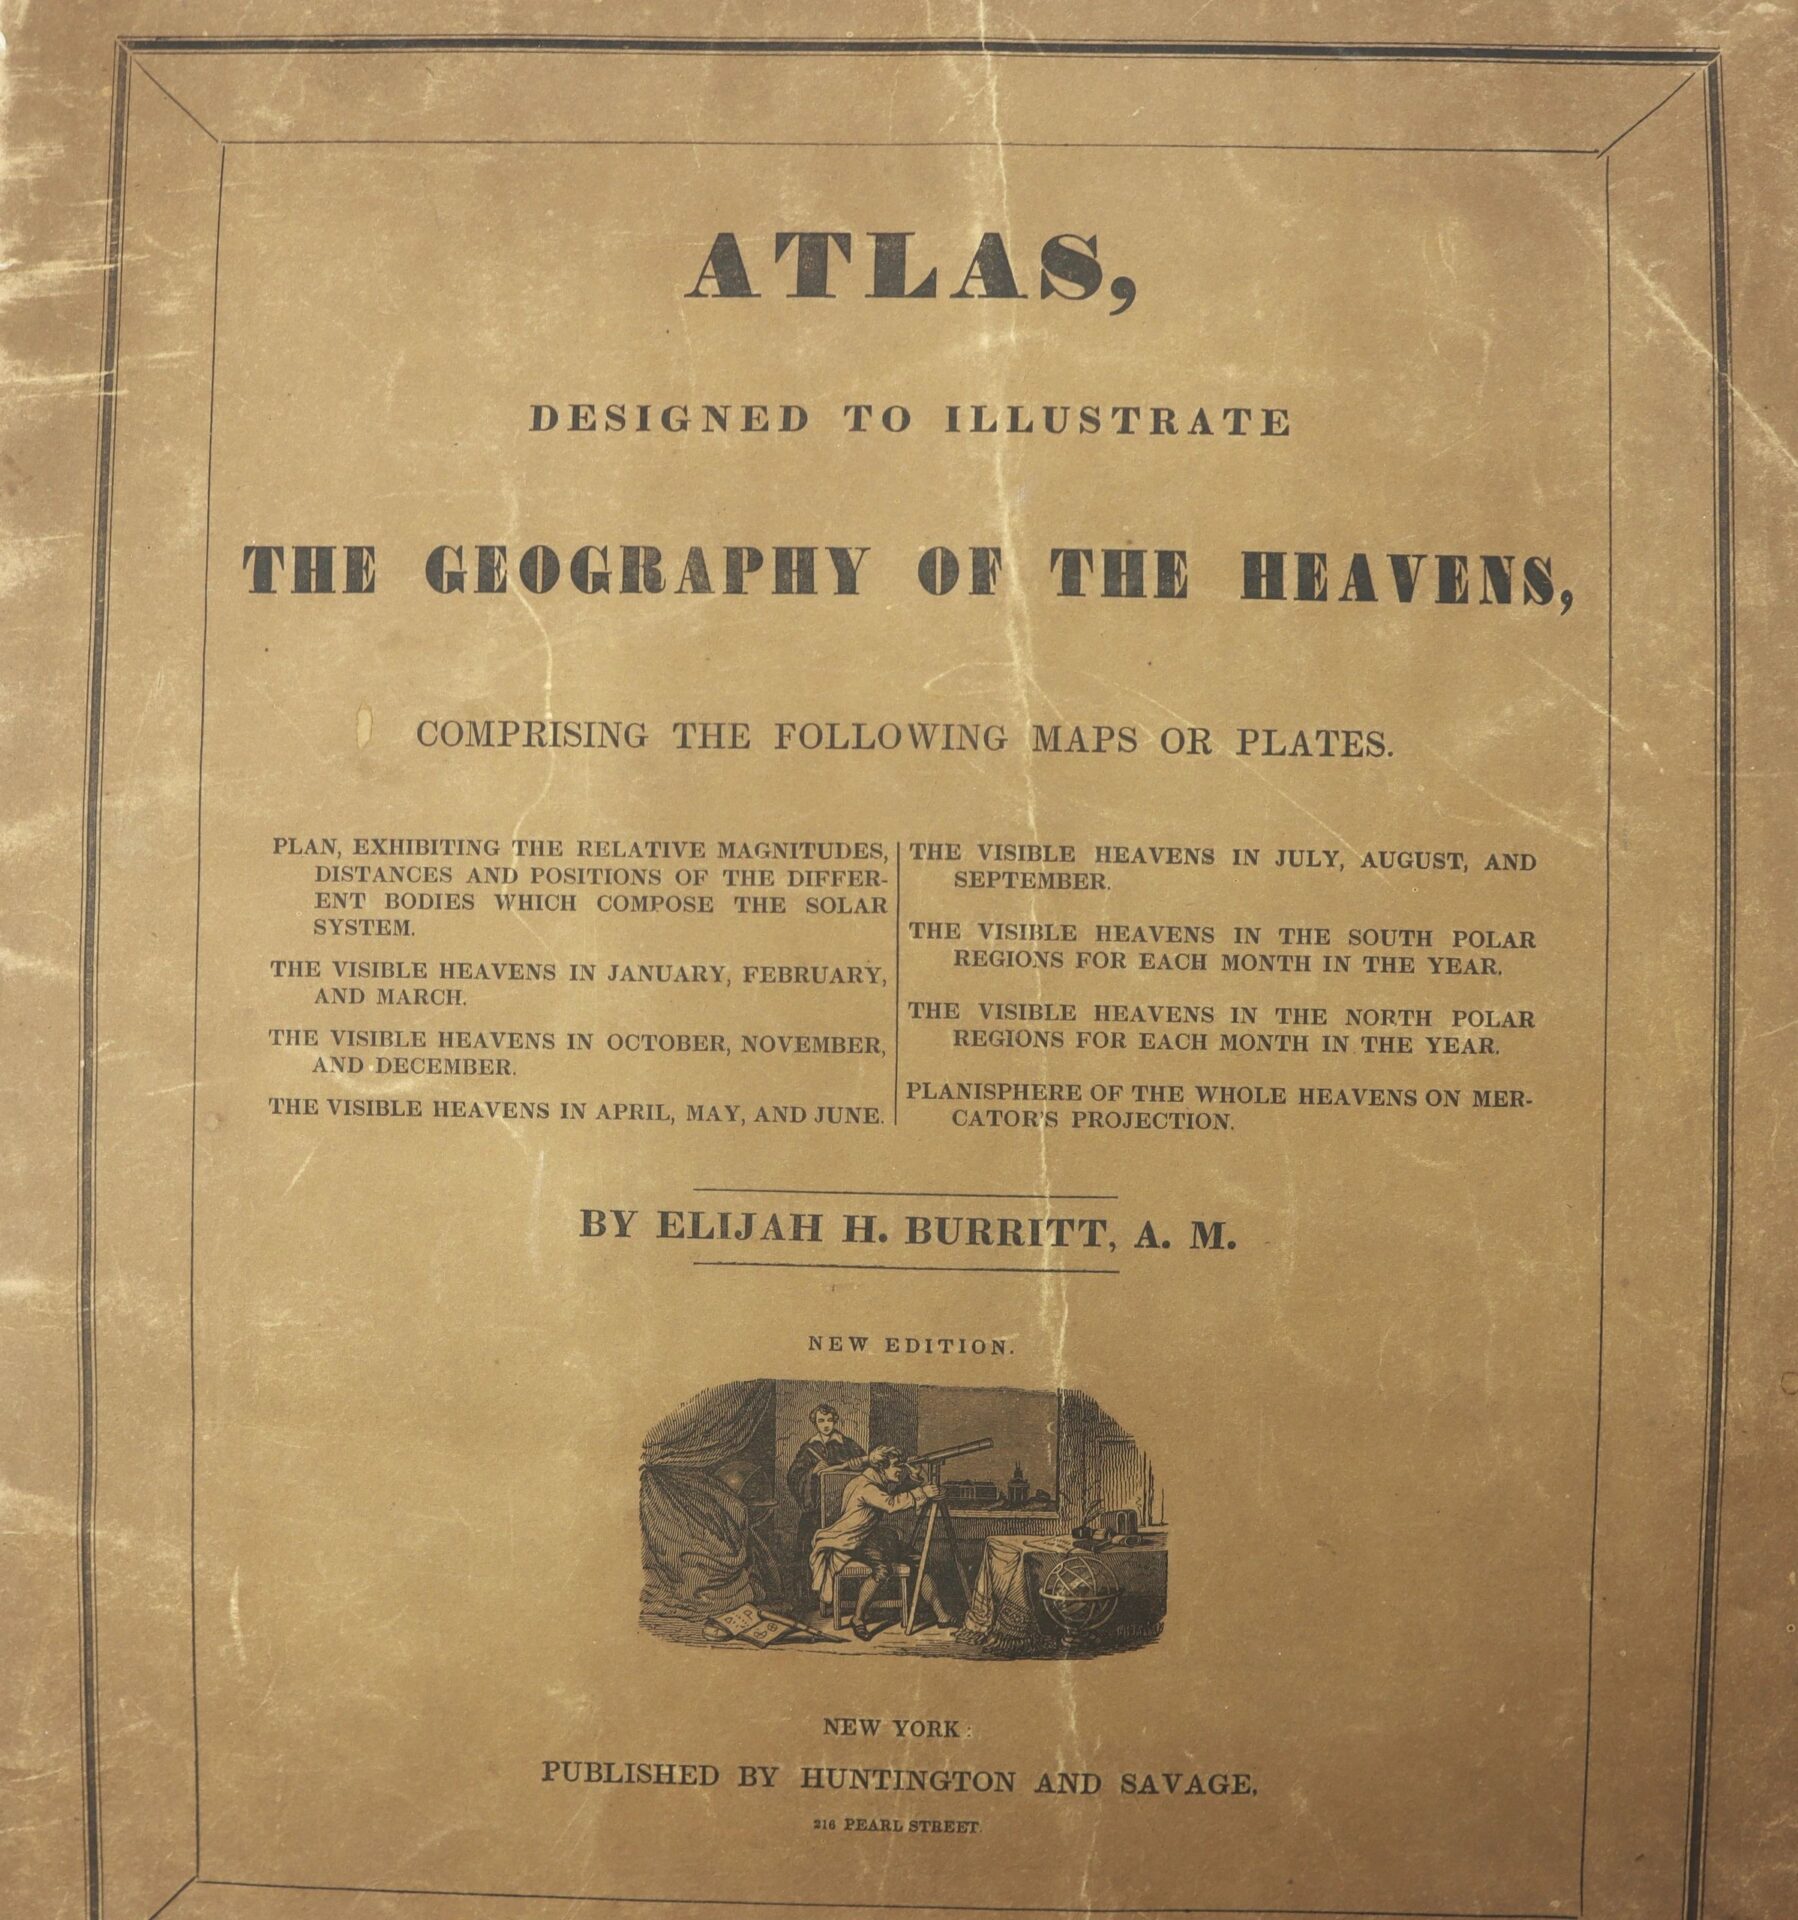 ATLAS,
DESIGNED TO ILLUSTRATE
THE GEOGRAPHY OF THE HEAVENS,
COMPRISING THE FOLLOWING MAPS OR PLATES.
PLAN, EXHIBITING THE RELATIVE MAGNITUDES,
DISTANCES AND POSITIONS OF THE DIFFER-
ENT BODIES WHICH COMPOSE THE SOLAR
SYSTEM.
THE VISIBLE HEAVENS IN JANUARY, FEBRUARY,
AND MARCH.
THE VISIBLE HEAVENS IN OCTOBER, NOVEMBER,
AND DECEMBER.
THE VISIBLE HEAVENS IN APRIL, MAY, AND JUNE.
THE VISIBLE HEAVENS IN JULY, AUGUST, AND
SEPTEMBER.
THE VISIBLE HEAVENS IN THE SOUTH POLAR
REGIONS FOR EACH MONTH IN THE YEAR.
THE VISIBLE HEAVENS IN THE NORTH POLAR
REGIONS FOR EACH MONTH IN THE YEAR.
PLANISPHERE OF THE WHOLE HEAVENS ON MER-
CATOR'S PROJECTION.
BY ELIJAH H. BURRITT, A. M.
NEW EDITION.
NEW YORK:
PUBLISHED BY HUNTINGTON AND SAVAGE,
216 PEARL STREET.